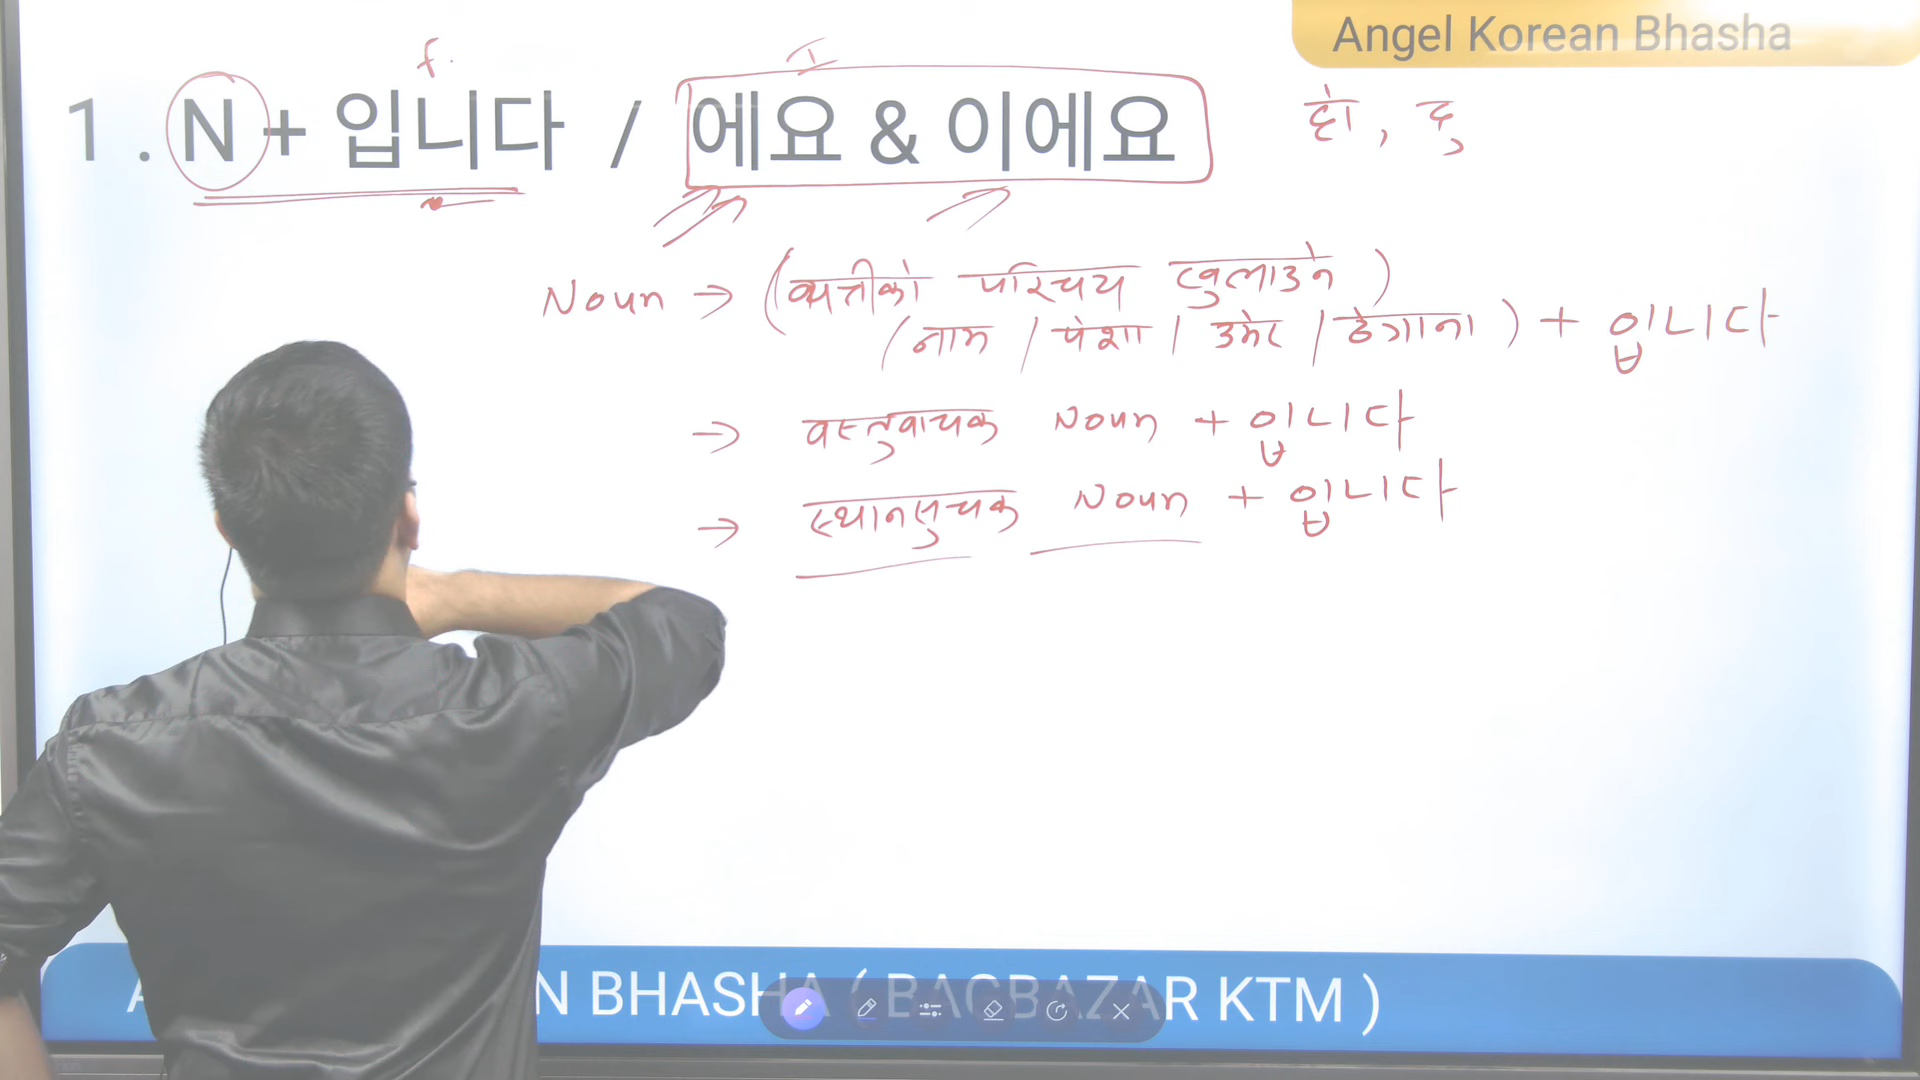 Angel Korean Bhasha
f. I
1. N + 입니다 / 에요 & 이에요 हो, हु
Noun → (व्यत्तीको परिचय खुलाउने)
(नाम / पेशा / उमेर / ठेगाना) + 입니다
→ वस्तुवाचक Noun + 입니다
→ स्थानसुचक Noun + 입니다
A N BHASHA ( BAGBAZAR KTM )